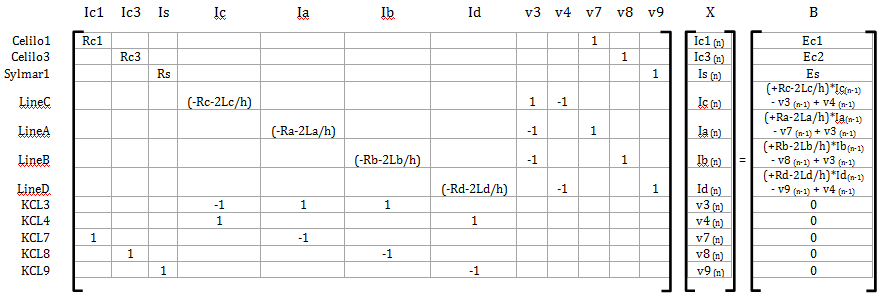 Ic1 Ic3 Is Ic Ia Ib Id v3 v4 v7 v8 v9 X B
Celilo1 Rc1 1 Ic1 (n) Ec1
Celilo3 Rc3 1 Ic3 (n) Ec2
Sylmar1 Rs 1 Is (n) Es
LineC (-Rc-2Lc/h) 1 -1 Ic (n) (+Rc-2Lc/h)*Ic(n-1)
- v3 (n-1) + v4 (n-1)
LineA (-Ra-2La/h) -1 1 Ia (n) (+Ra-2La/h)*Ia(n-1)
- v7 (n-1) + v3 (n-1)
LineB (-Rb-2Lb/h) -1 1 Ib (n) = (+Rb-2Lb/h)*Ib(n-1)
- v8 (n-1) + v3 (n-1)
LineD (-Rd-2Ld/h) -1 1 Id (n) (+Rd-2Ld/h)*Id(n-1)
- v9 (n-1) + v4 (n-1)
KCL3 -1 1 1 v3 (n) 0
KCL4 1 1 v4 (n) 0
KCL7 1 -1 v7 (n) 0
KCL8 1 -1 v8 (n) 0
KCL9 1 -1 v9 (n) 0